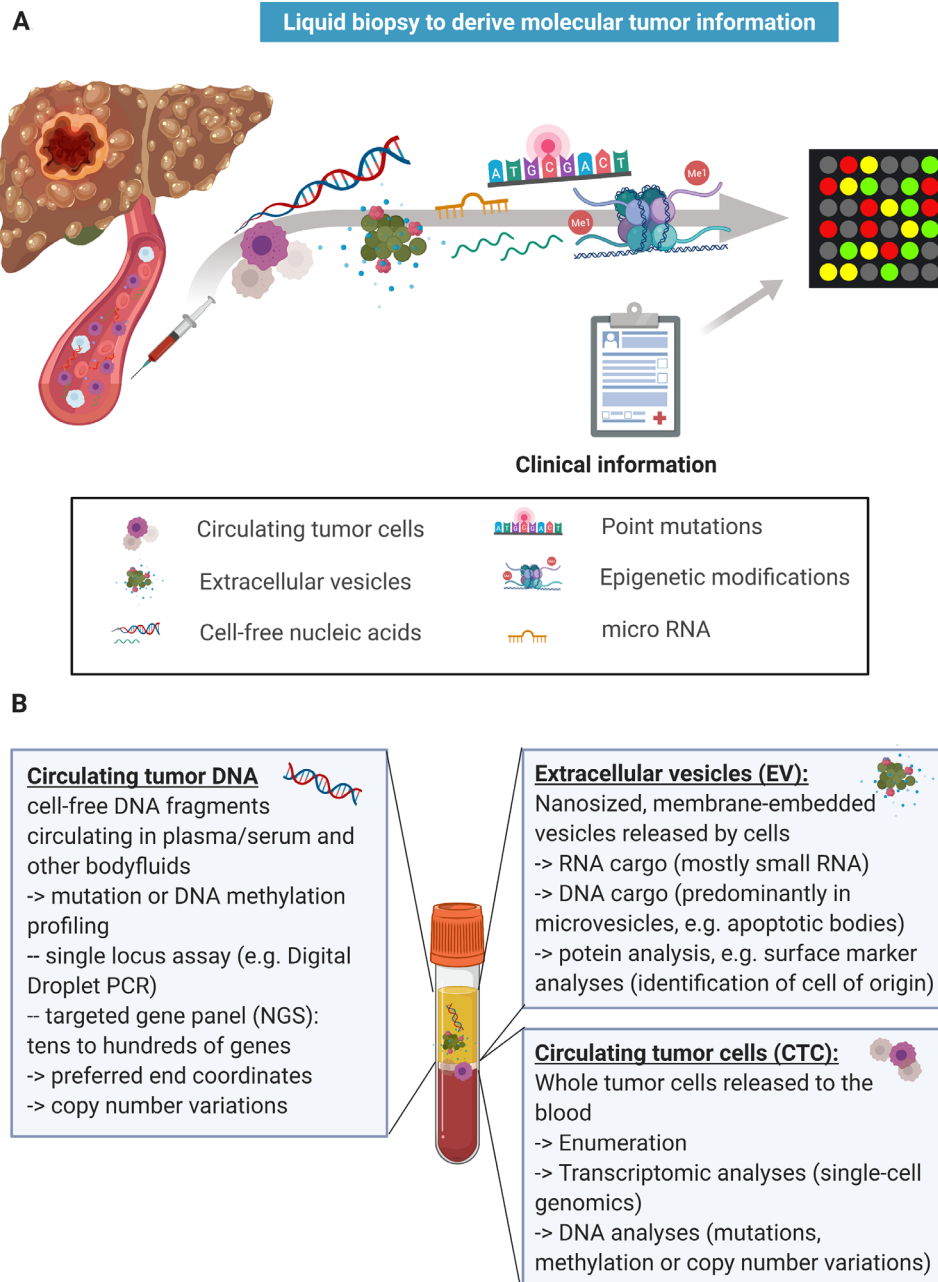 A
Liquid biopsy to derive molecular tumor information
A T G C G A C T
Me1
Me1
Clinical information
Circulating tumor cells
Point mutations
Extracellular vesicles
Epigenetic modifications
Cell-free nucleic acids
micro RNA
B
Circulating tumor DNA
cell-free DNA fragments
circulating in plasma/serum and
other bodyfluids
-> mutation or DNA methylation
profiling
-- single locus assay (e.g. Digital
Droplet PCR)
-- targeted gene panel (NGS):
tens to hundreds of genes
-> preferred end coordinates
-> copy number variations
Extracellular vesicles (EV):
Nanosized, membrane-embedded
vesicles released by cells
-> RNA cargo (mostly small RNA)
-> DNA cargo (predominantly in
microvesicles, e.g. apoptotic bodies)
-> potein analysis, e.g. surface marker
analyses (identification of cell of origin)
Circulating tumor cells (CTC):
Whole tumor cells released to the
blood
-> Enumeration
-> Transcriptomic analyses (single-cell
genomics)
-> DNA analyses (mutations,
methylation or copy number variations)